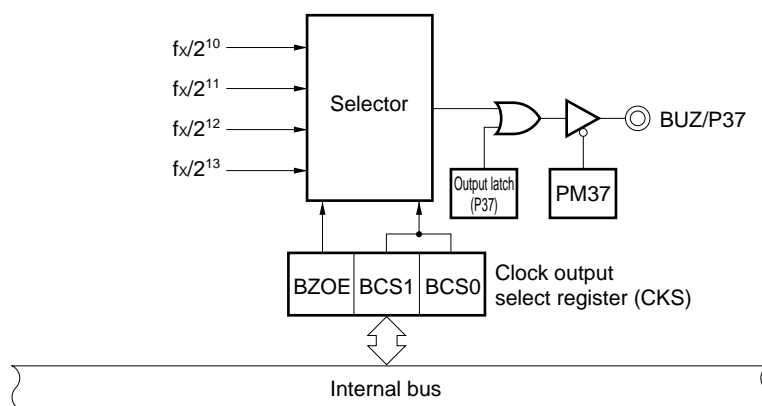 fX/2¹⁰
fX/2¹¹
fX/2¹²
fX/2¹³
Selector
BUZ/P37
Output latch
(P37)
PM37
BZOE BCS1 BCS0
Clock output
select register (CKS)
Internal bus